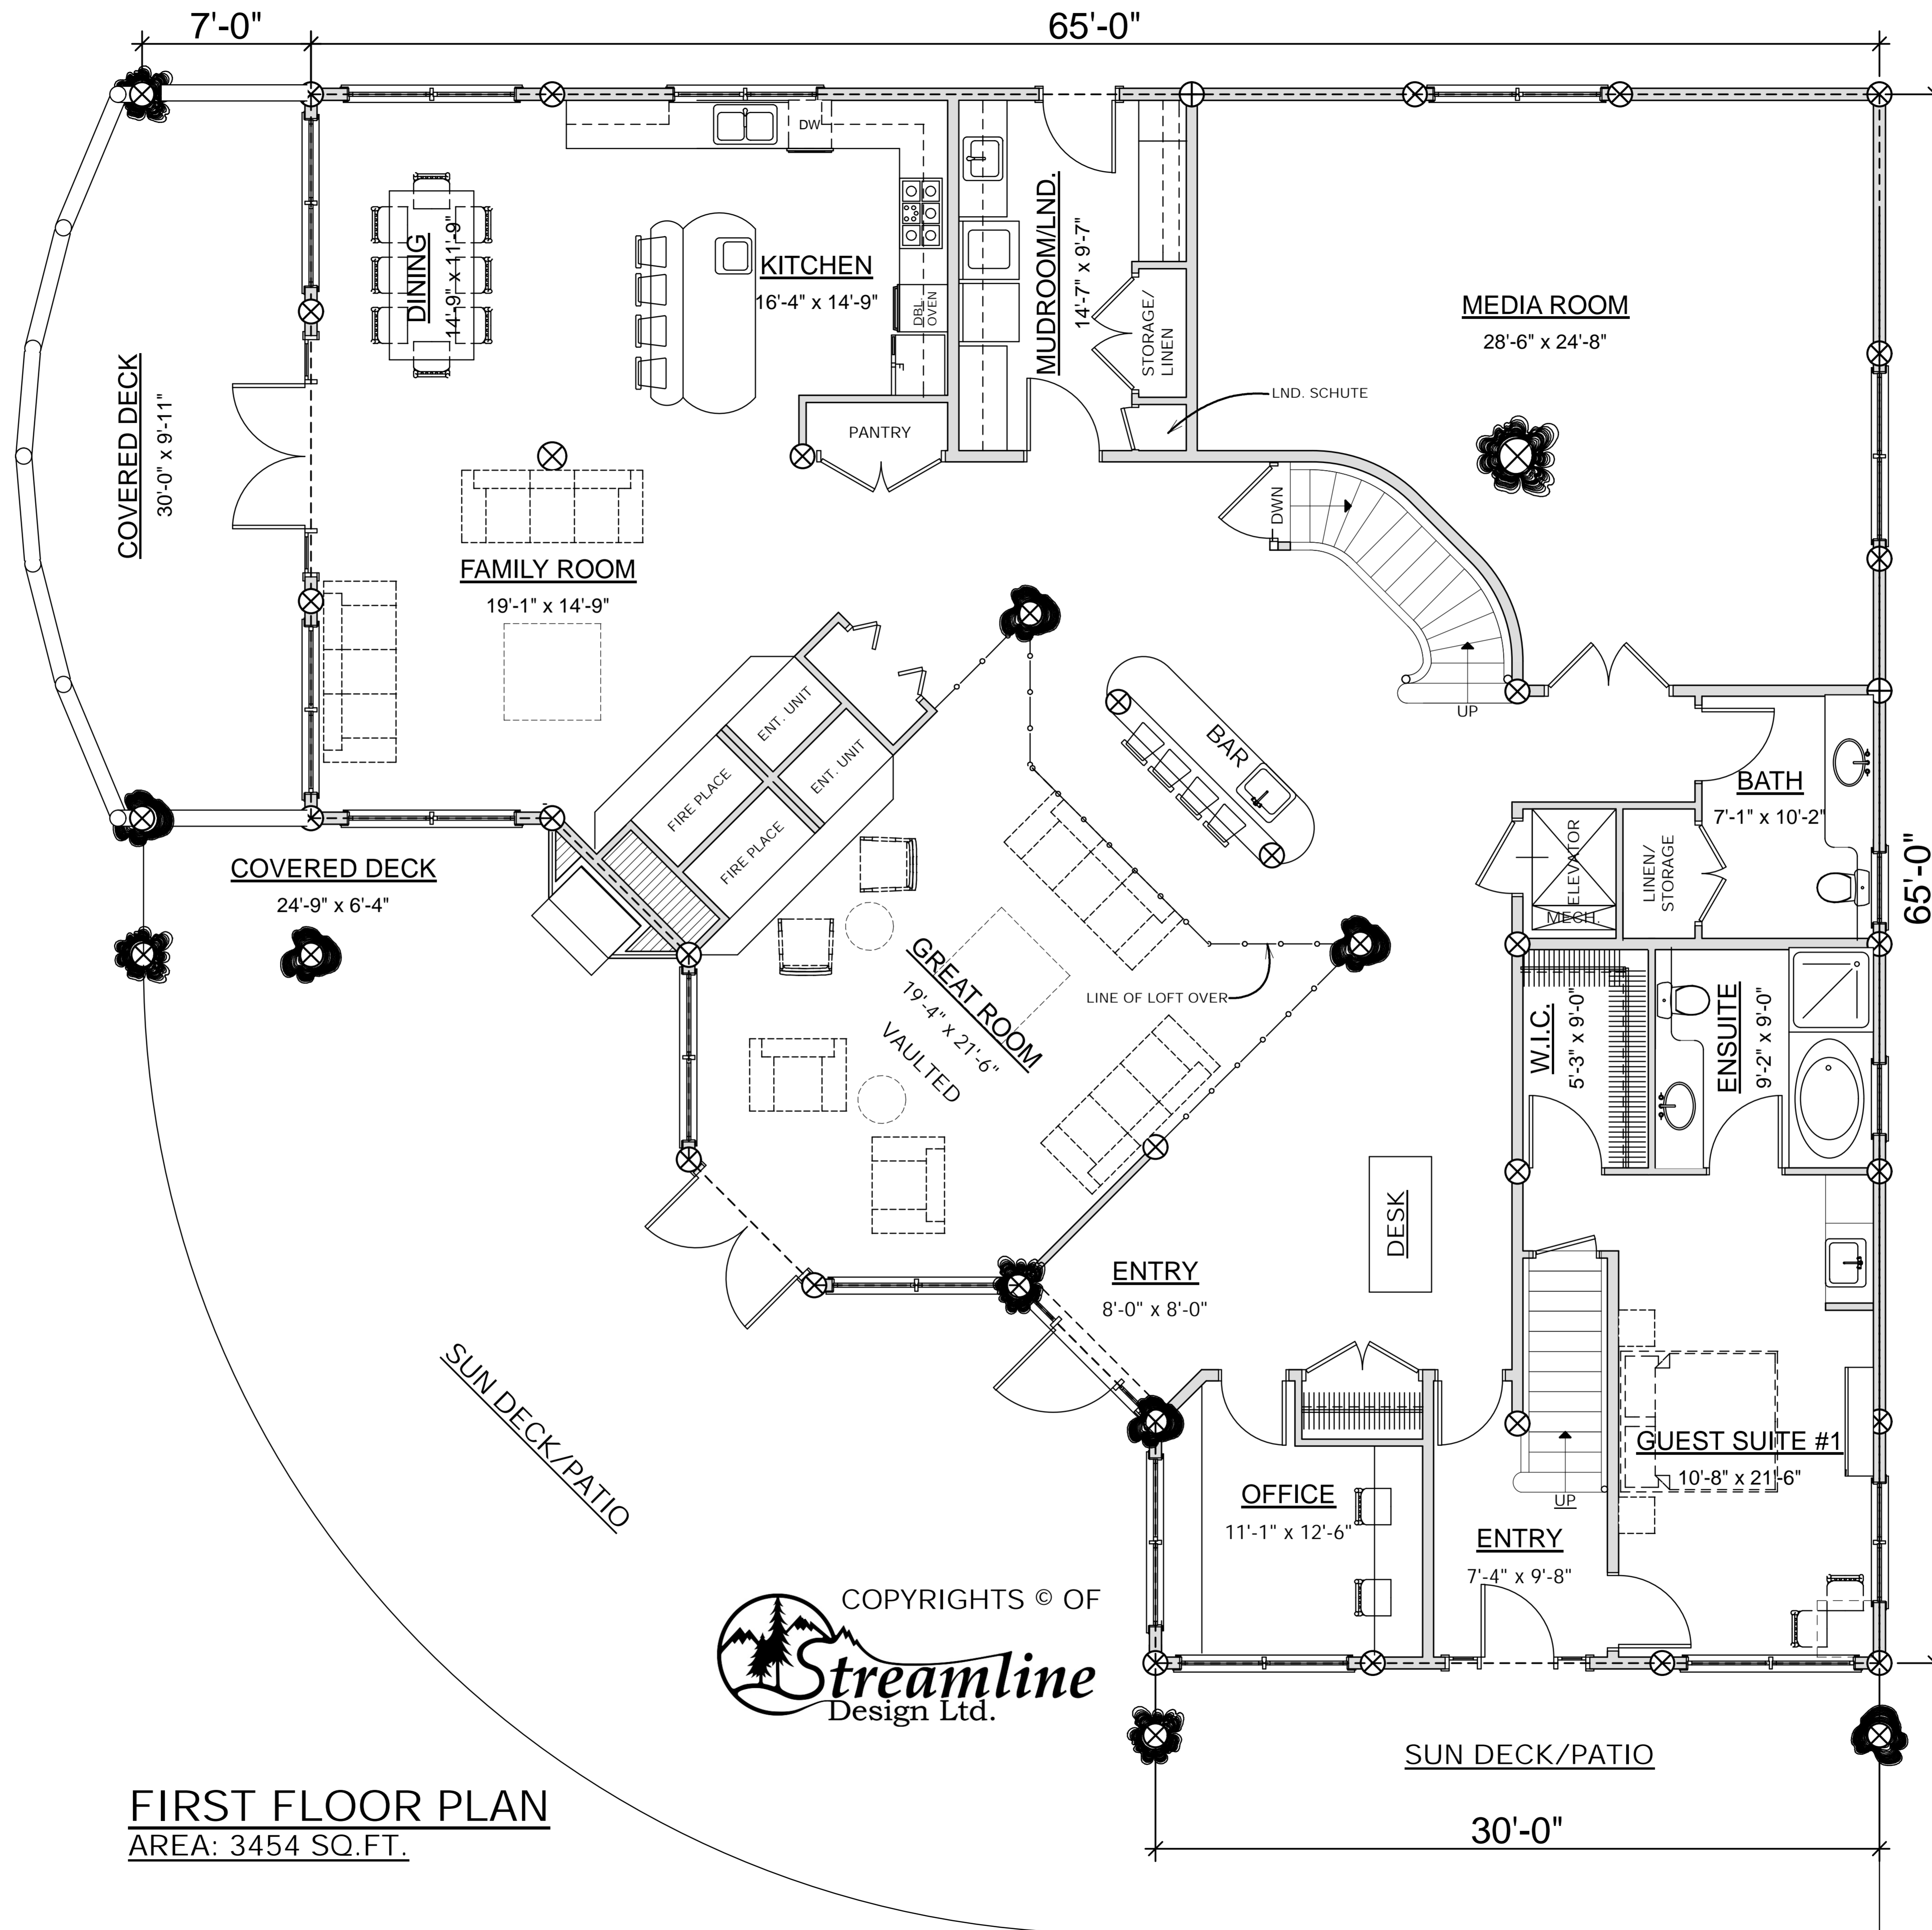 7'-0"
65'-0"
DW
DINING
14'-9" x 11'-9"
KITCHEN
16'-4" x 14'-9"
DBL.
OVEN
F
MUDROOM/LND.
14'-7" x 9'-7"
STORAGE/
LINEN
MEDIA ROOM
28'-6" x 24'-8"
LND. SCHUTE
COVERED DECK
30'-0" x 9'-11"
PANTRY
DWN
FAMILY ROOM
19'-1" x 14'-9"
UP
ENT. UNIT
ENT. UNIT
FIRE PLACE
FIRE PLACE
BAR
BATH
7'-1" x 10'-2"
ELEVATOR
MECH.
LINEN/
STORAGE
65'-0"
COVERED DECK
24'-9" x 6'-4"
GREAT ROOM
19'-4" x 21'-6"
VAULTED
LINE OF LOFT OVER
W.I.C.
5'-3" x 9'-0"
ENSUITE
9'-2" x 9'-0"
DESK
ENTRY
8'-0" x 8'-0"
SUN DECK/PATIO
GUEST SUITE #1
10'-8" x 21'-6"
UP
OFFICE
11'-1" x 12'-6"
ENTRY
7'-4" x 9'-8"
COPYRIGHTS © OF
Streamline
Design Ltd.
SUN DECK/PATIO
30'-0"
FIRST FLOOR PLAN
AREA: 3454 SQ.FT.